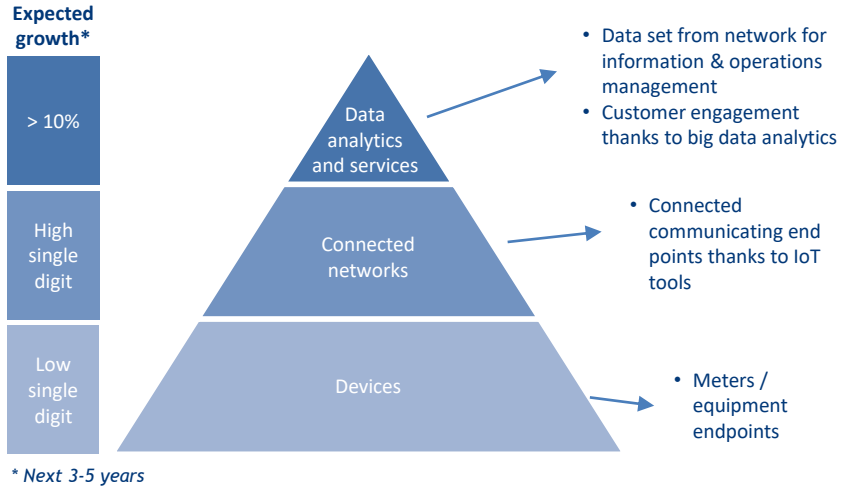 Expected
growth*
> 10%
High
single
digit
Low
single
digit
Data
analytics
and services
Connected
networks
Devices
• Data set from network for
information & operations
management
• Customer engagement
thanks to big data analytics
• Connected
communicating end
points thanks to IoT
tools
• Meters /
equipment
endpoints
* Next 3-5 years